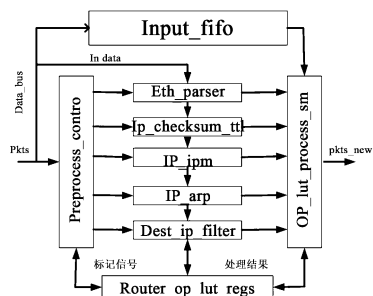 Input_fifo
In data
Data_bus
Eth_parser
Ip_checksum_ttl
Pkts
Preprocess_contro
IP_ipm
OP_lut_process_sm
pkts_new
IP_arp
Dest_ip_filter
标记信号
处理结果
Router_op_lut_regs